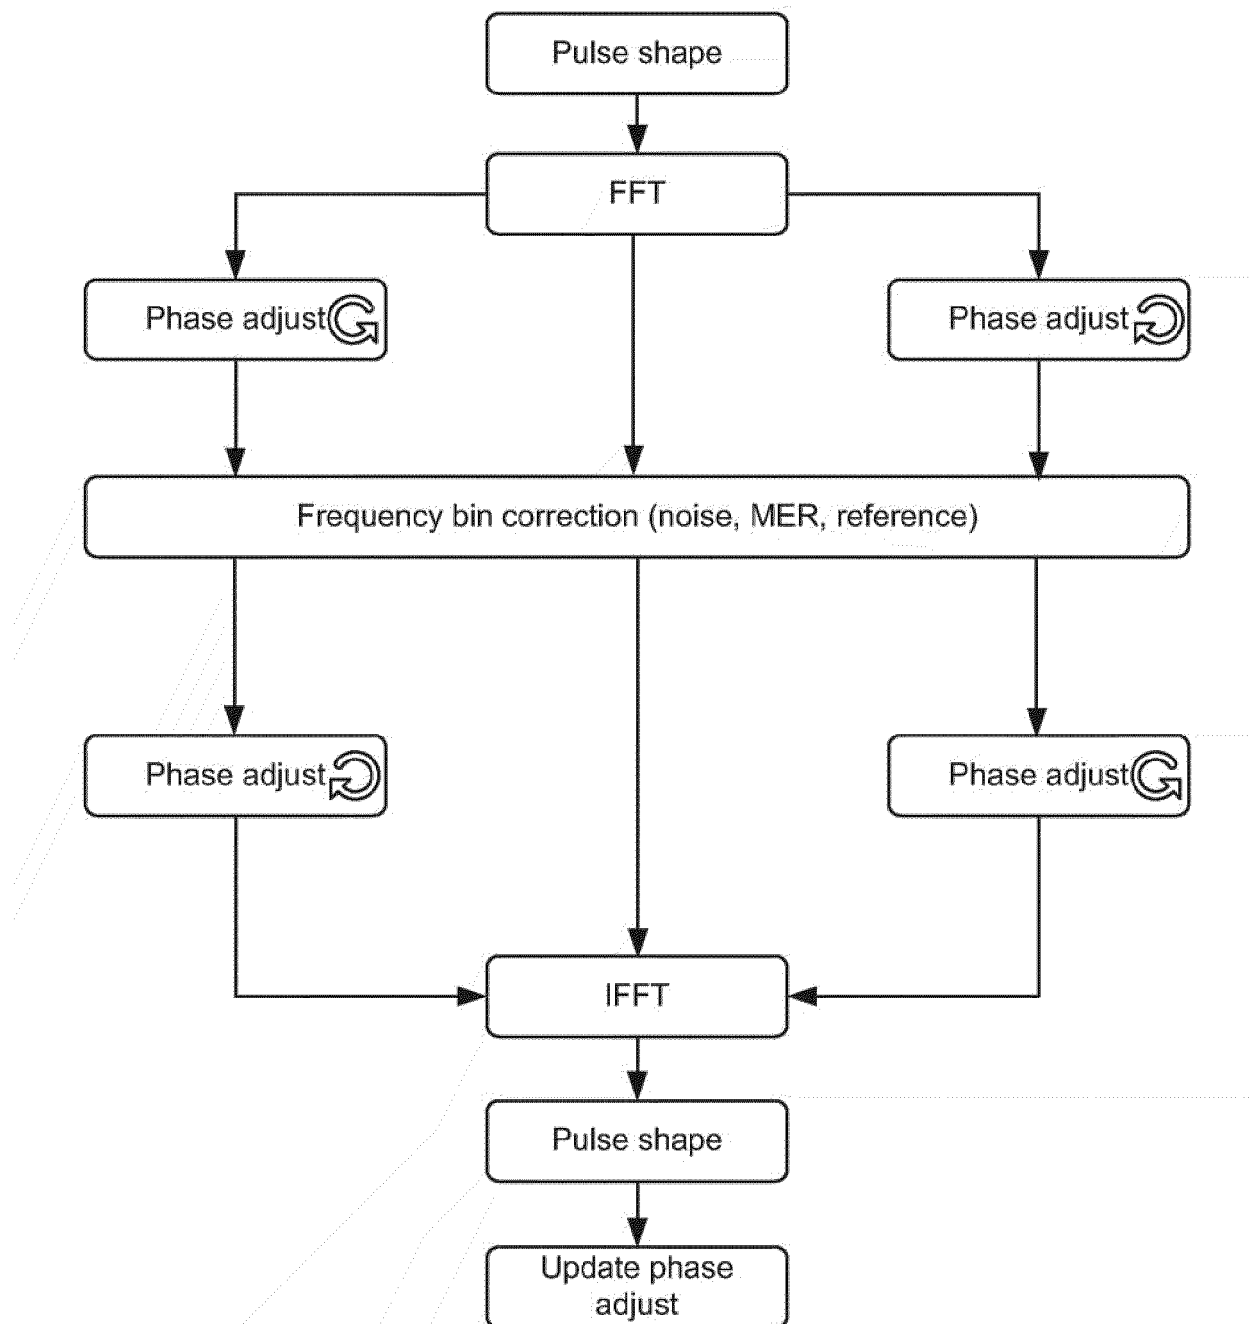 Pulse shape
FFT
Phase adjust
Phase adjust
Frequency bin correction (noise, MER, reference)
Phase adjust
Phase adjust
IFFT
Pulse shape
Update phase
adjust